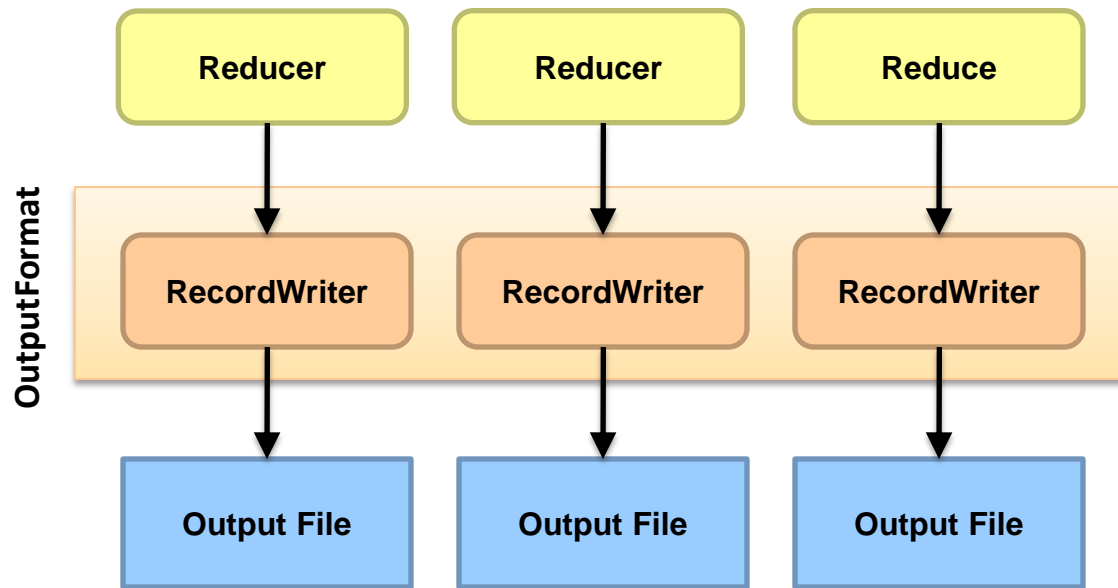 Reducer
Reducer
Reduce
OutputFormat
RecordWriter
RecordWriter
RecordWriter
Output File
Output File
Output File